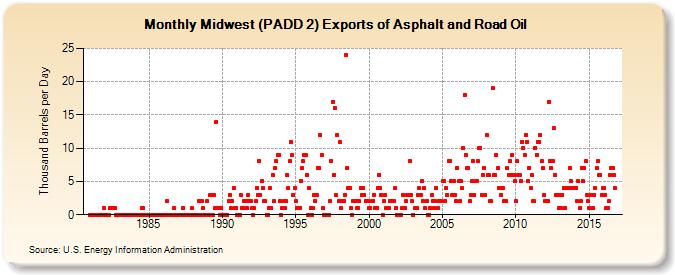 Monthly Midwest (PADD 2) Exports of Asphalt and Road Oil
Thousand Barrels per Day
25
20
15
10
5
0
1985 1990 1995 2000 2005 2010 2015
Source: U.S. Energy Information Administration